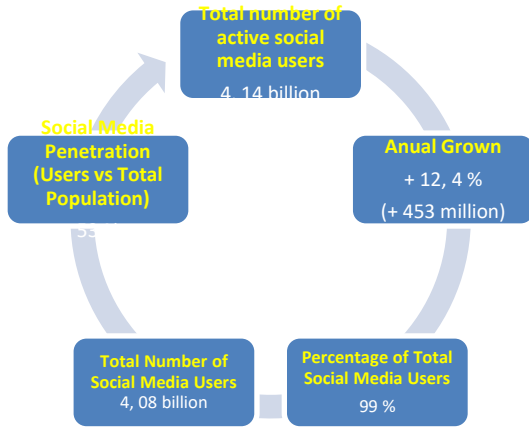 Total number of
active social
media users
4, 14 billion
Anual Grown
+ 12, 4 %
(+ 453 million)
Percentage of Total
Social Media Users
99 %
Total Number of
Social Media Users
4, 08 billion
Social Media
Penetration
(Users vs Total
Population)